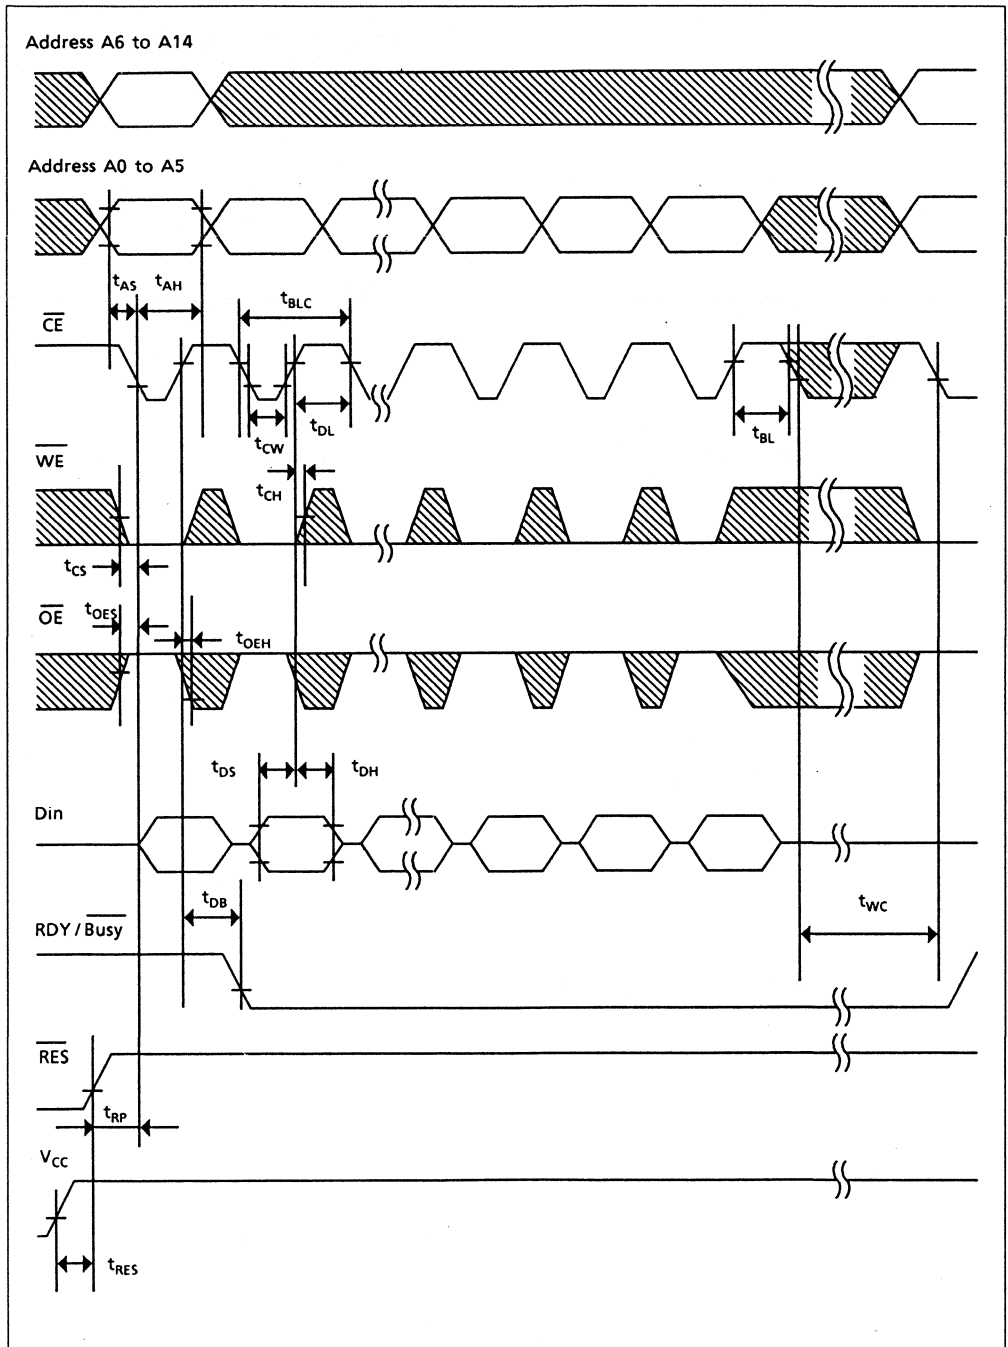 Address A6 to A14
Address A0 to A5
tAS
tAH
tBLC
CE
tCW
tDL
tBL
WE
tCH
tCS
OE
tOES
tOEH
tDS
tDH
Din
tDB
tWC
RDY / Busy
RES
tRP
VCC
tRES